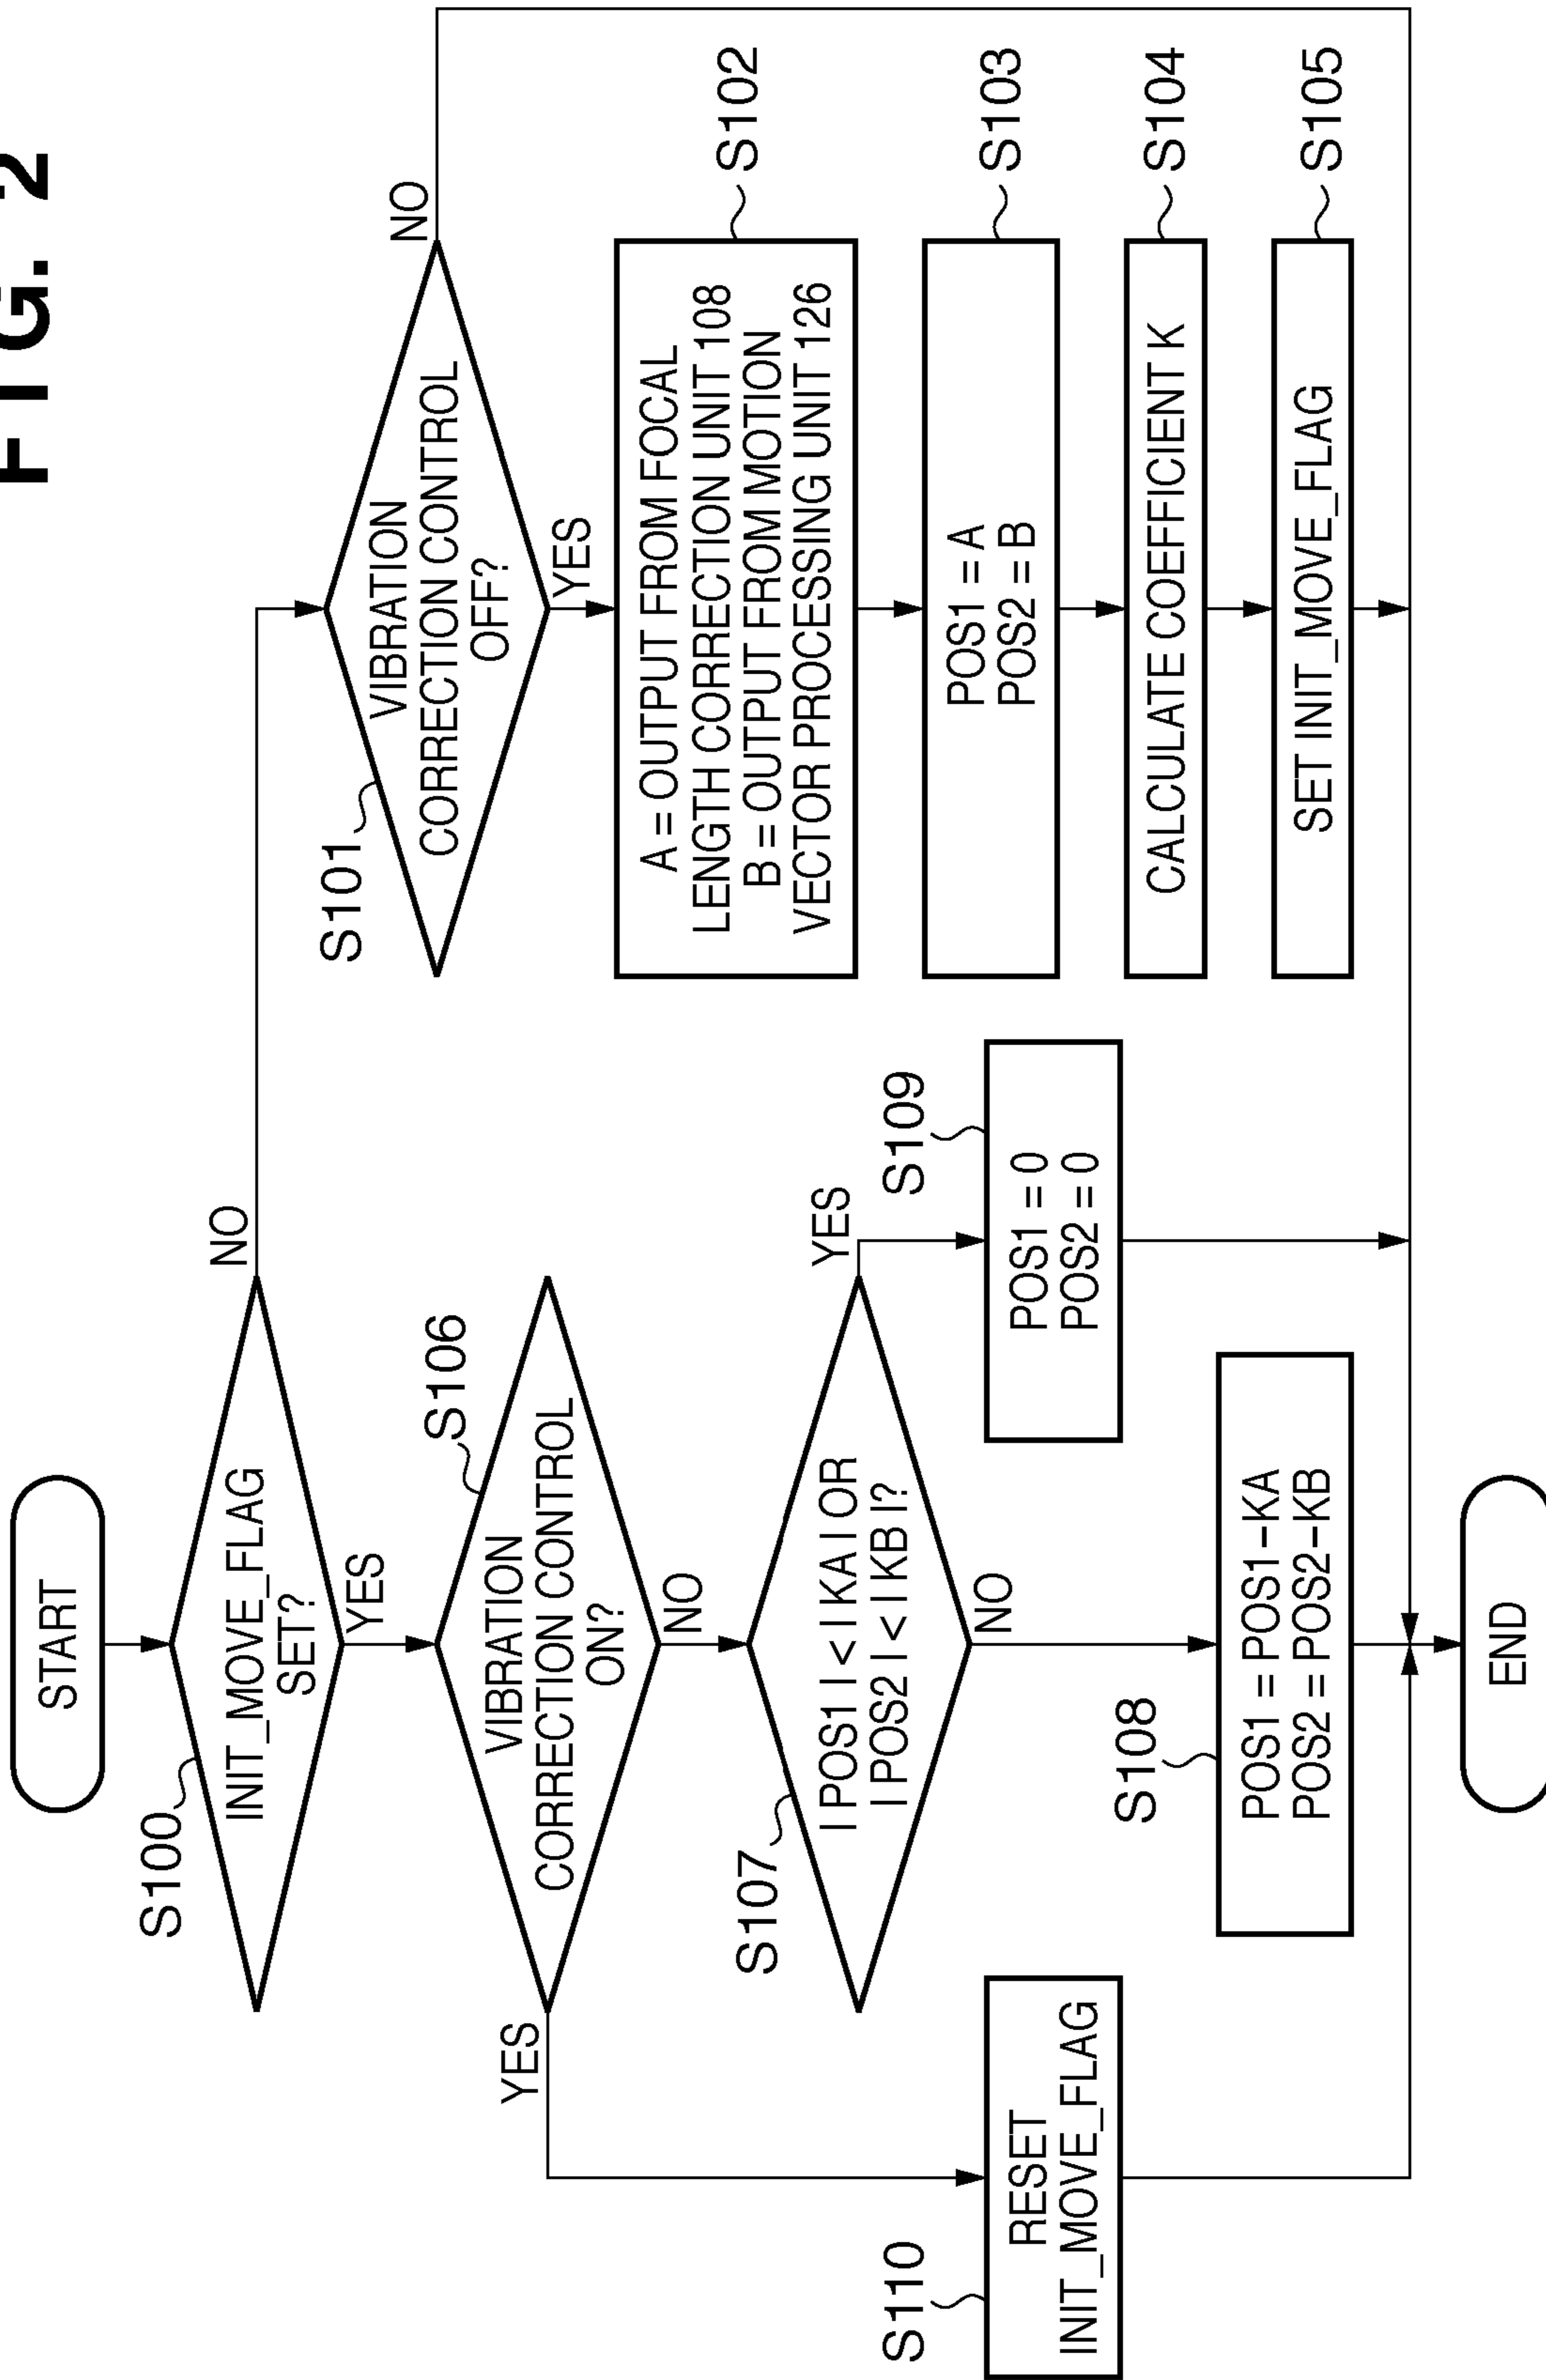 FIG. 2
START
S100
INIT_MOVE_FLAG
SET?
NO
YES
S101
VIBRATION
CORRECTION CONTROL
OFF?
NO
YES
S102
A = OUTPUT FROM FOCAL
LENGTH CORRECTION UNIT 108
B = OUTPUT FROM MOTION
VECTOR PROCESSING UNIT 126
S103
POS1 = A
POS2 = B
S104
CALCULATE COEFFICIENT K
S105
SET INIT_MOVE_FLAG
S106
VIBRATION
CORRECTION CONTROL
ON?
YES
NO
S107
|POS1|<|KA| OR
|POS2|<|KB|?
YES
NO
S109
POS1 = 0
POS2 = 0
S108
POS1 = POS1-KA
POS2 = POS2-KB
S110
RESET
INIT_MOVE_FLAG
END